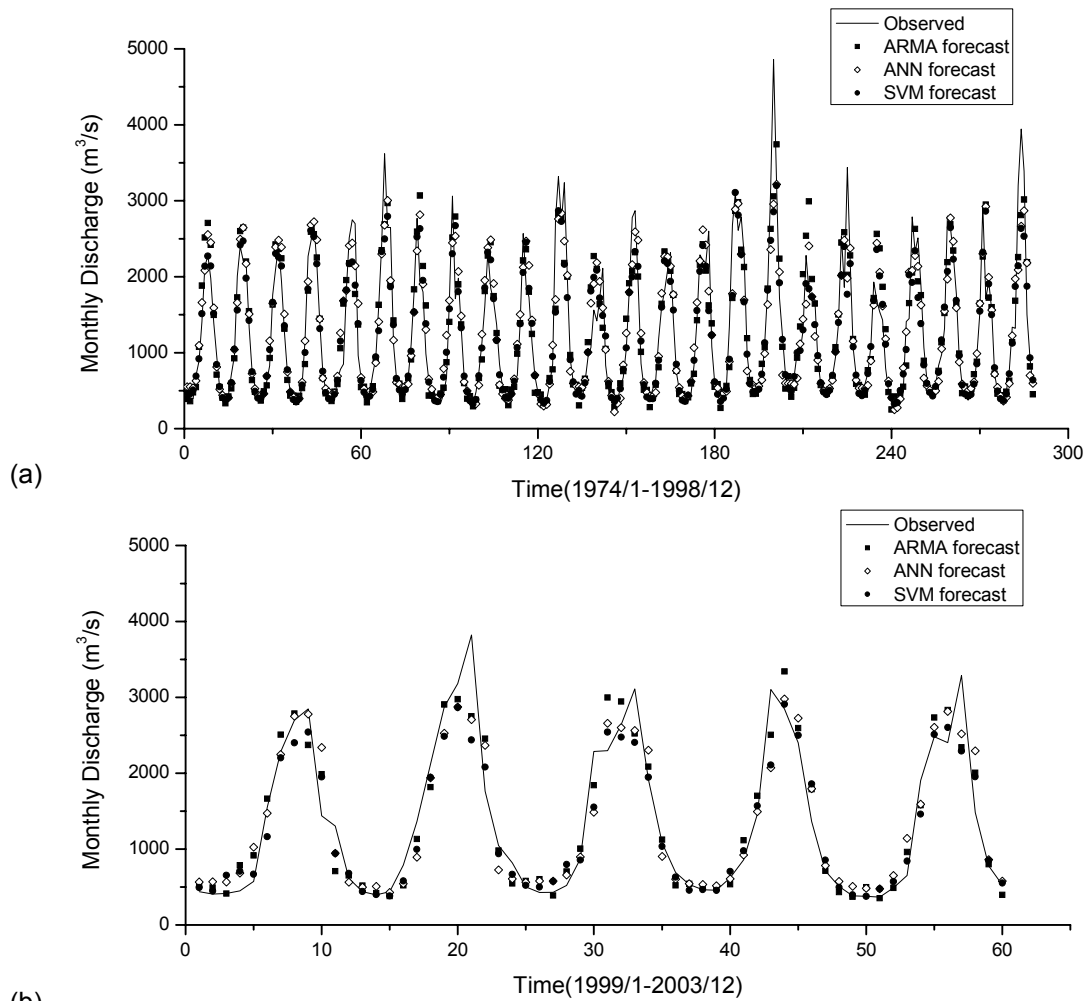 Observed
ARMA forecast
ANN forecast
SVM forecast
5000
4000
3000
2000
1000
0
Monthly Discharge (m³/s)
0 60 120 180 240 300
(a)
Time(1974/1-1998/12)
Observed
ARMA forecast
ANN forecast
SVM forecast
5000
4000
3000
2000
1000
0
Monthly Discharge (m³/s)
0 10 20 30 40 50 60
Time(1999/1-2003/12)
(b)